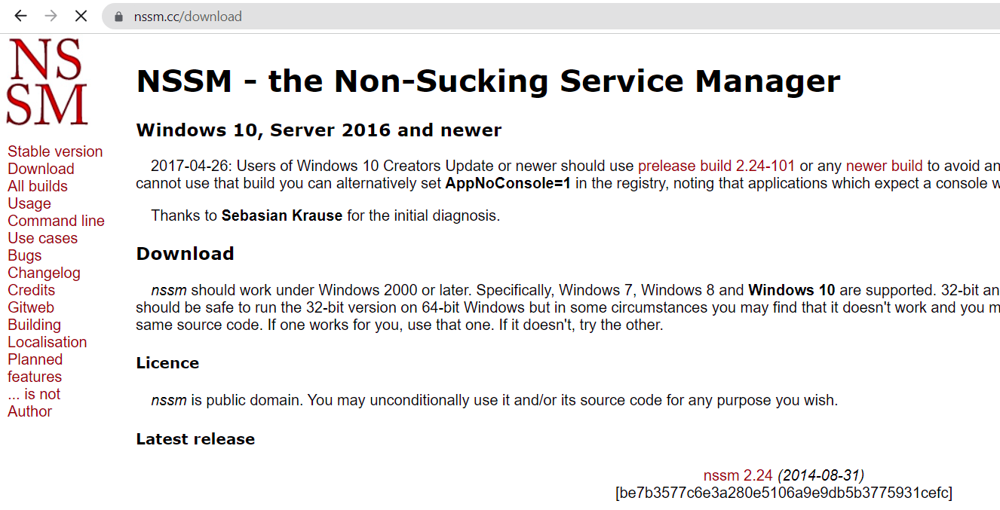 nssm.cc/download
NS
SM
Stable version
Download
All builds
Usage
Command line
Use cases
Bugs
Changelog
Credits
Gitweb
Building
Localisation
Planned
features
... is not
Author
NSSM - the Non-Sucking Service Manager
Windows 10, Server 2016 and newer
2017-04-26: Users of Windows 10 Creators Update or newer should use prelease build 2.24-101 or any newer build to avoid an
cannot use that build you can alternatively set AppNoConsole=1 in the registry, noting that applications which expect a console w
Thanks to Sebasian Krause for the initial diagnosis.
Download
nssm should work under Windows 2000 or later. Specifically, Windows 7, Windows 8 and Windows 10 are supported. 32-bit an
should be safe to run the 32-bit version on 64-bit Windows but in some circumstances you may find that it doesn't work and you m
same source code. If one works for you, use that one. If it doesn't, try the other.
Licence
nssm is public domain. You may unconditionally use it and/or its source code for any purpose you wish.
Latest release
nssm 2.24 (2014-08-31)
[be7b3577c6e3a280e5106a9e9db5b3775931cefc]